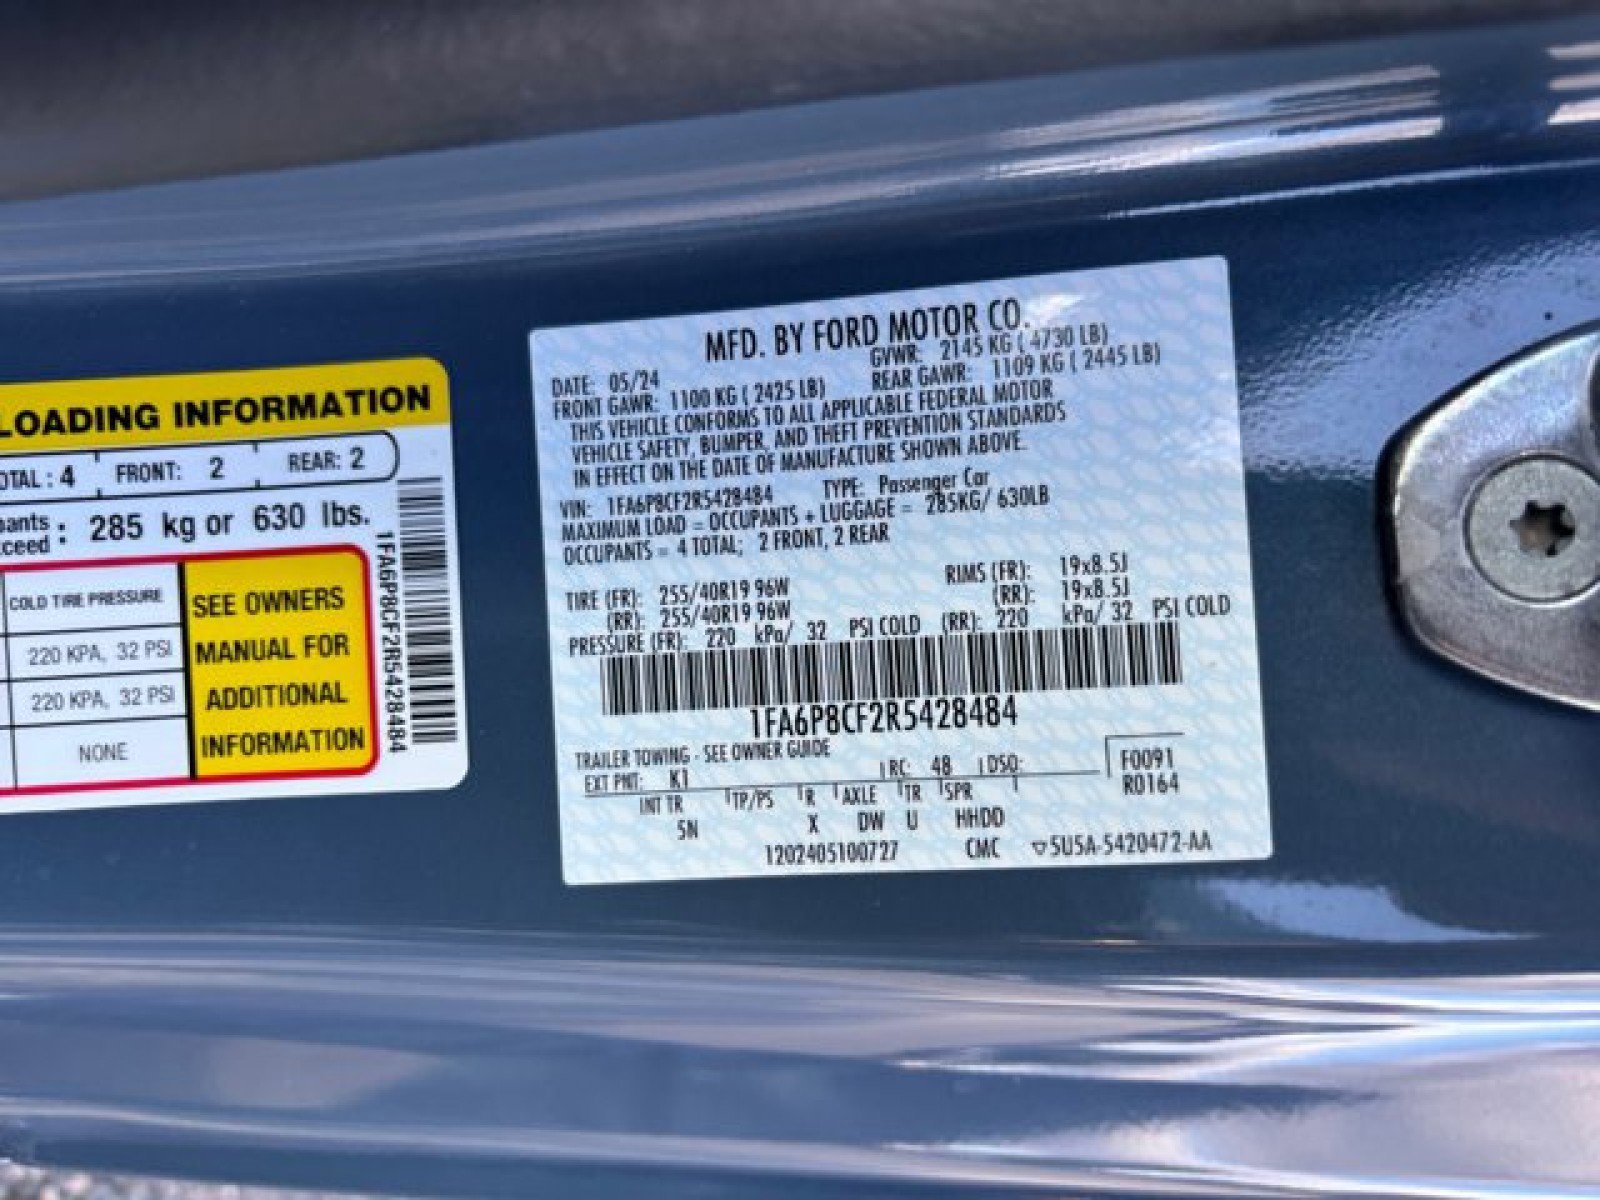 LOADING INFORMATION
TOTAL : 4 FRONT: 2 REAR: 2
: 285 kg or 630 lbs.
COLD TIRE PRESSURE
220 KPA, 32 PSI
220 KPA, 32 PSI
NONE
SEE OWNERS
MANUAL FOR
ADDITIONAL
INFORMATION
1FA6P8CF2R5428484
MFD. BY FORD MOTOR CO.
DATE: 05/24 GVWR: 2145 KG ( 4730 LB)
FRONT GAWR: 1100 KG ( 2425 LB) REAR GAWR: 1109 KG ( 2445 LB)
THIS VEHICLE CONFORMS TO ALL APPLICABLE FEDERAL MOTOR
VEHICLE SAFETY, BUMPER, AND THEFT PREVENTION STANDARDS
IN EFFECT ON THE DATE OF MANUFACTURE SHOWN ABOVE.
VIN: 1FA6P8CF2R5428484 TYPE: Passenger Car
MAXIMUM LOAD = OCCUPANTS + LUGGAGE = 285KG/ 630LB
OCCUPANTS = 4 TOTAL; 2 FRONT, 2 REAR
TIRE (FR): 255/40R19 96W RIMS (FR): 19x8.5J
(RR): 255/40R19 96W (RR): 19x8.5J
PRESSURE (FR): 220 kPa/ 32 PSI COLD (RR): 220 kPa/ 32 PSI COLD
1FA6P8CF2R5428484
TRAILER TOWING - SEE OWNER GUIDE
EXT PNT: K1 RC: 48 DSO: F0091
INT TR TP/PS R AXLE TR SPR R0164
5N X DW U HHDD
1202405100727 CMC ▽5U5A-5420472-AA